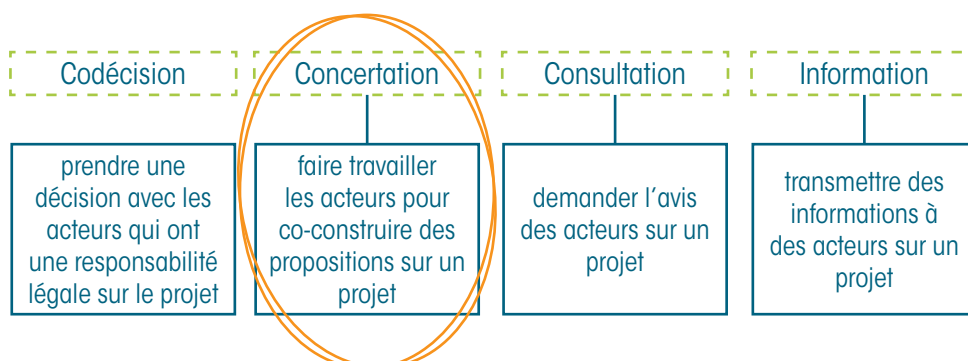 Codécision
Concertation
Consultation
Information
prendre une
décision avec les
acteurs qui ont
une responsabilité
légale sur le projet
faire travailler
les acteurs pour
co-construire des
propositions sur un
projet
demander l'avis
des acteurs sur un
projet
transmettre des
informations à
des acteurs sur un
projet